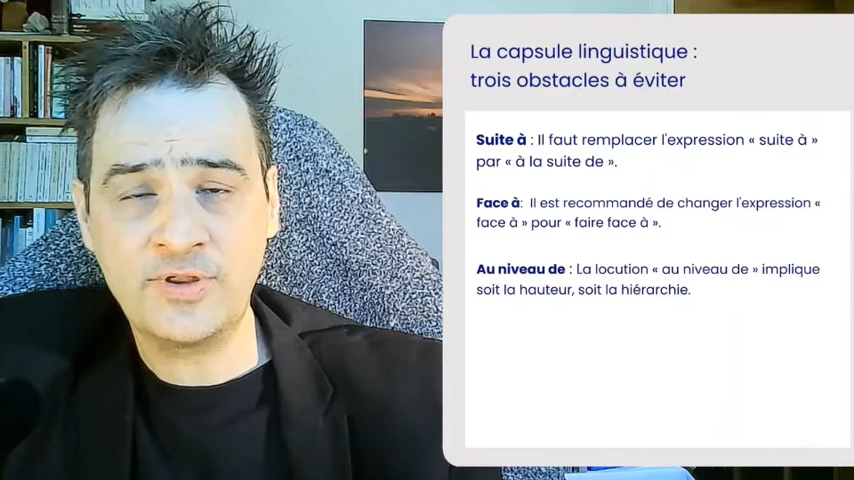 La capsule linguistique :
trois obstacles à éviter
Suite à : Il faut remplacer l'expression « suite à »
par « à la suite de ».
Face à: Il est recommandé de changer l'expression «
face à » pour « faire face à ».
Au niveau de : La locution « au niveau de » implique
soit la hauteur, soit la hiérarchie.